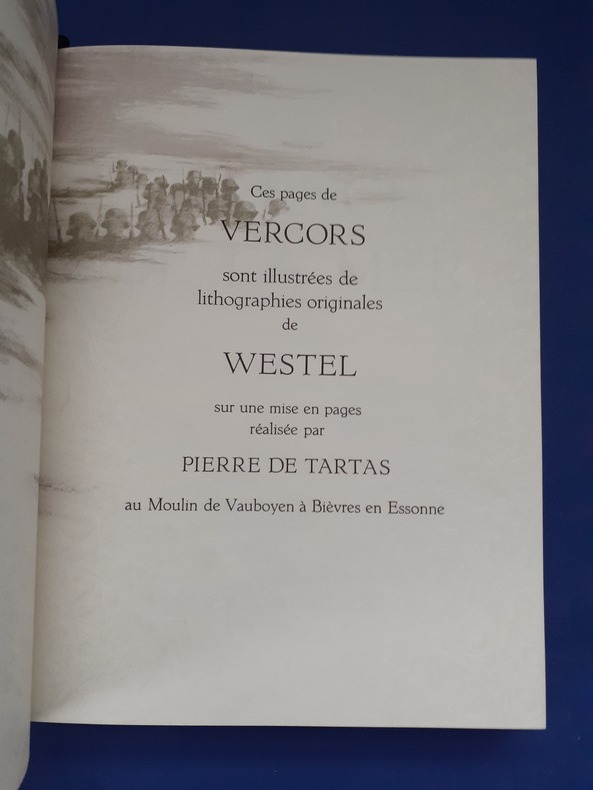 Ces pages de
VERCORS
sont illustrées de
lithographies originales
de
WESTEL
sur une mise en pages
réalisée par
PIERRE DE TARTAS
au Moulin de Vauboyen à Bièvres en Essonne